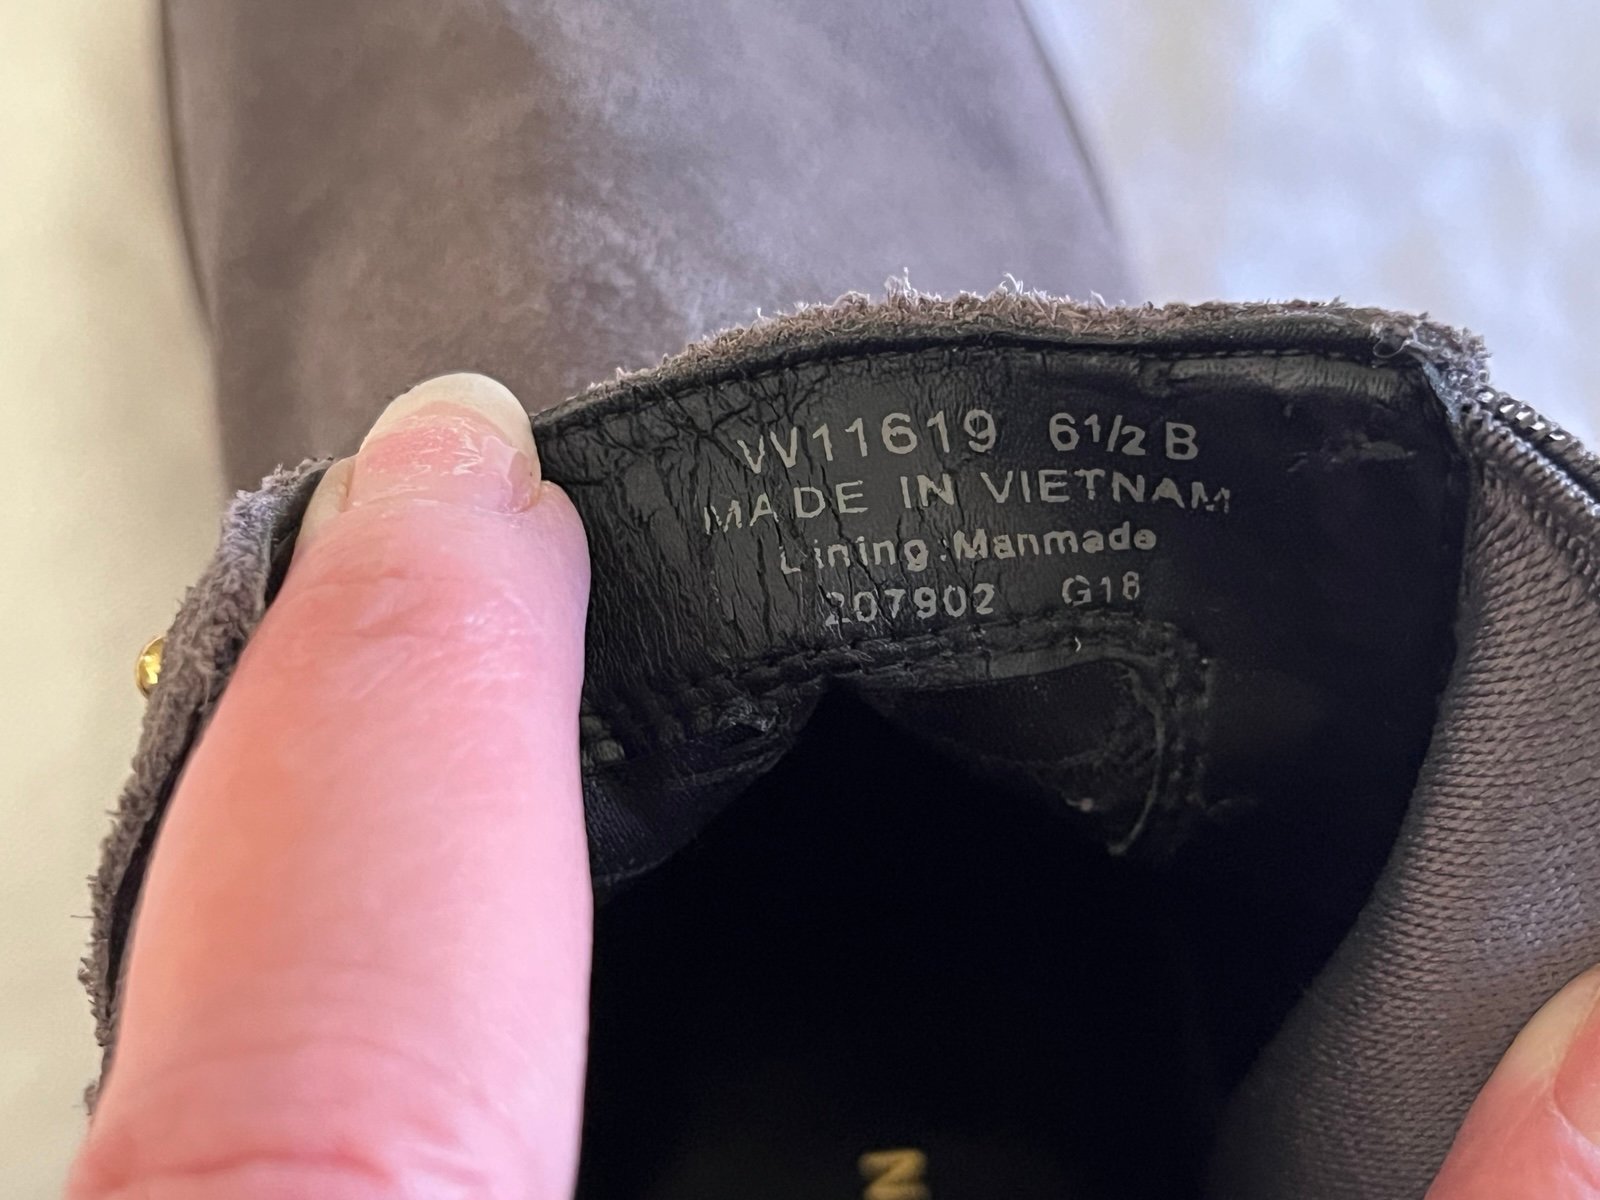 VV11619 6½ B
MADE IN VIETNAM
Lining:Manmade
207902 G18
N